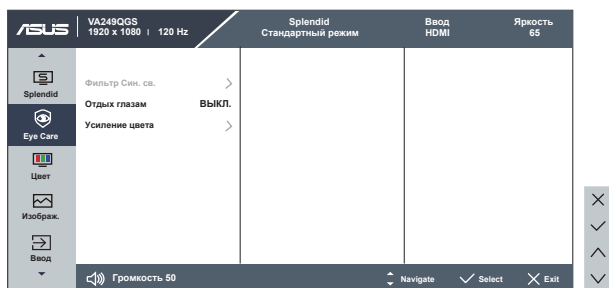 ASUS
VA249QGS
1920 x 1080 | 120 Hz
Splendid
Стандартный режим
Ввод
HDMI
Яркость
65
Splendid
Eye Care
Цвет
Изображ.
Ввод
Фильтр Син. св.
Отдых глазам ВЫКЛ.
Усиление цвета
Громкость 50
Navigate
Select
Exit